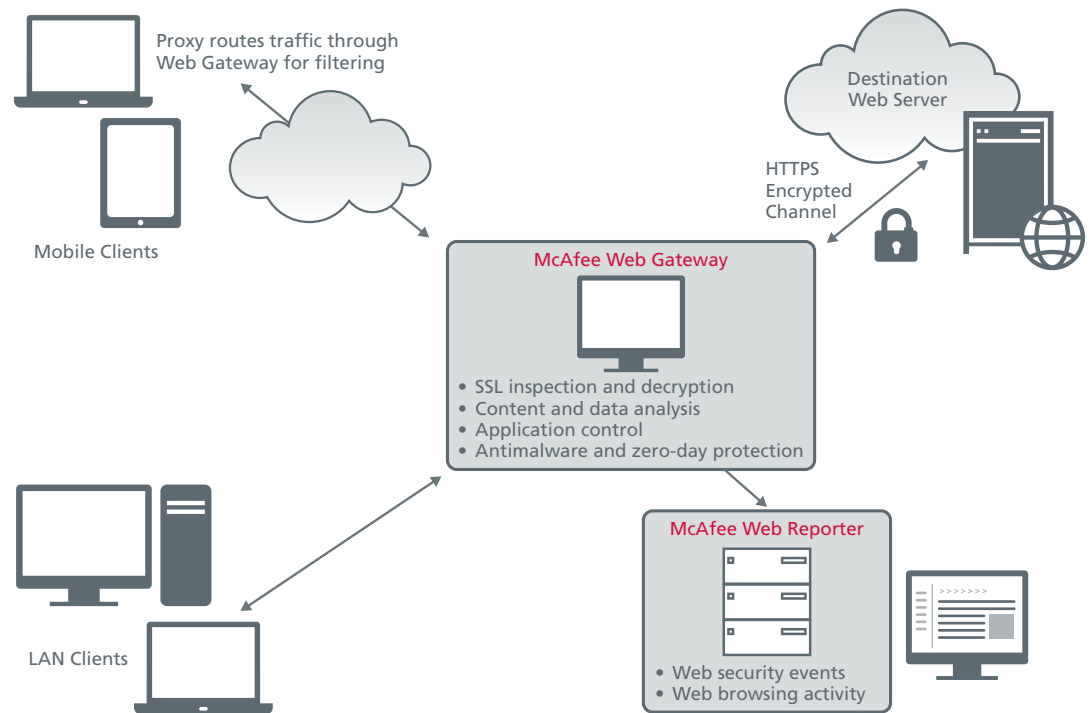 Proxy routes traffic through
Web Gateway for filtering
Mobile Clients
Destination
Web Server
HTTPS
Encrypted
Channel
McAfee Web Gateway
• SSL inspection and decryption
• Content and data analysis
• Application control
• Antimalware and zero-day protection
LAN Clients
McAfee Web Reporter
• Web security events
• Web browsing activity
>>>>>>>